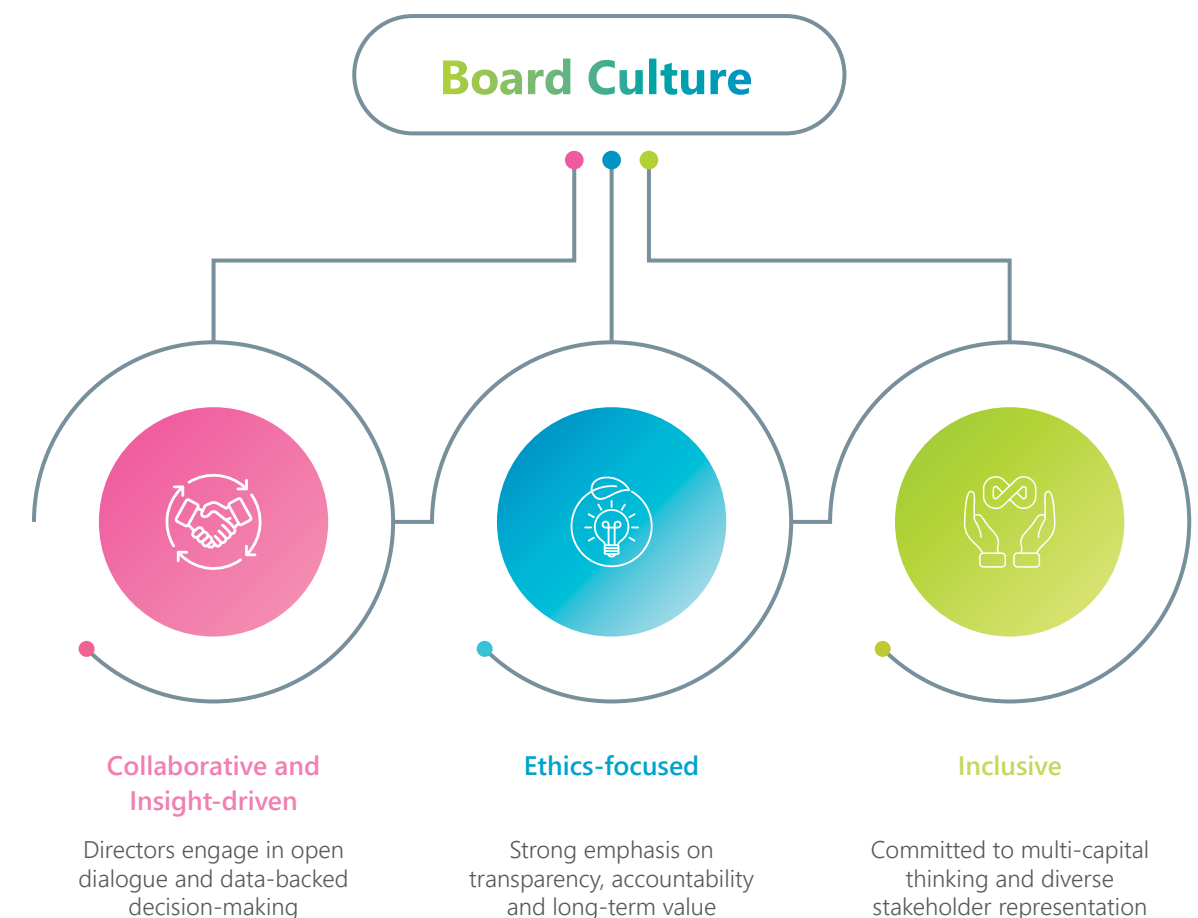 Board Culture
Collaborative and
Insight-driven
Directors engage in open
dialogue and data-backed
decision-making
Ethics-focused
Strong emphasis on
transparency, accountability
and long-term value
Inclusive
Committed to multi-capital
thinking and diverse
stakeholder representation